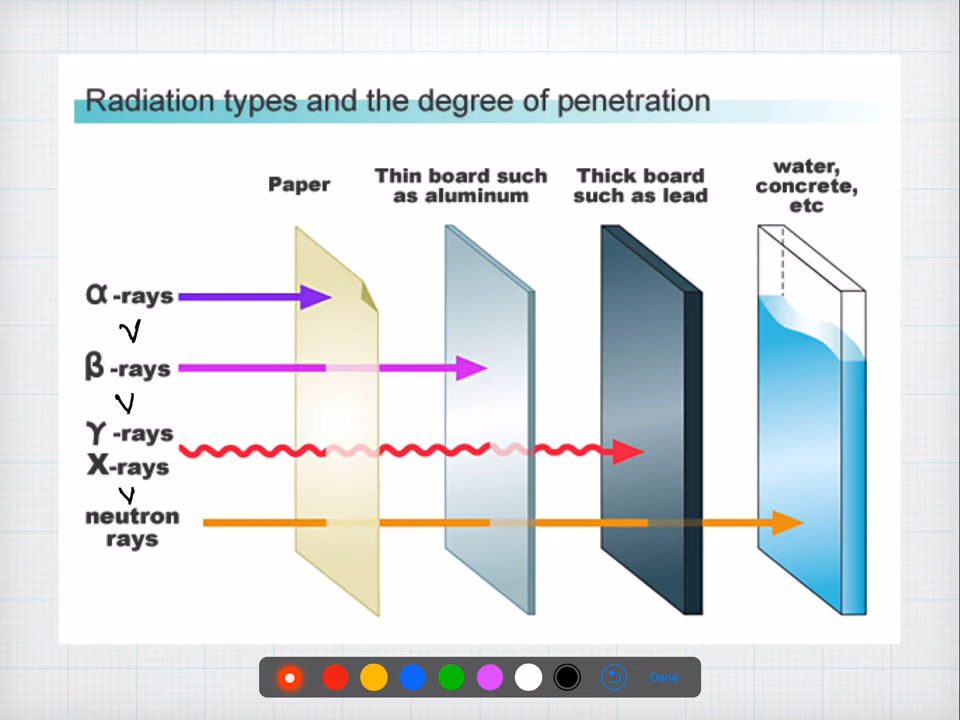 Radiation types and the degree of penetration
Paper
Thin board such
as aluminum
Thick board
such as lead
water,
concrete,
etc
α-rays
β-rays
γ-rays
X-rays
neutron
rays
Done